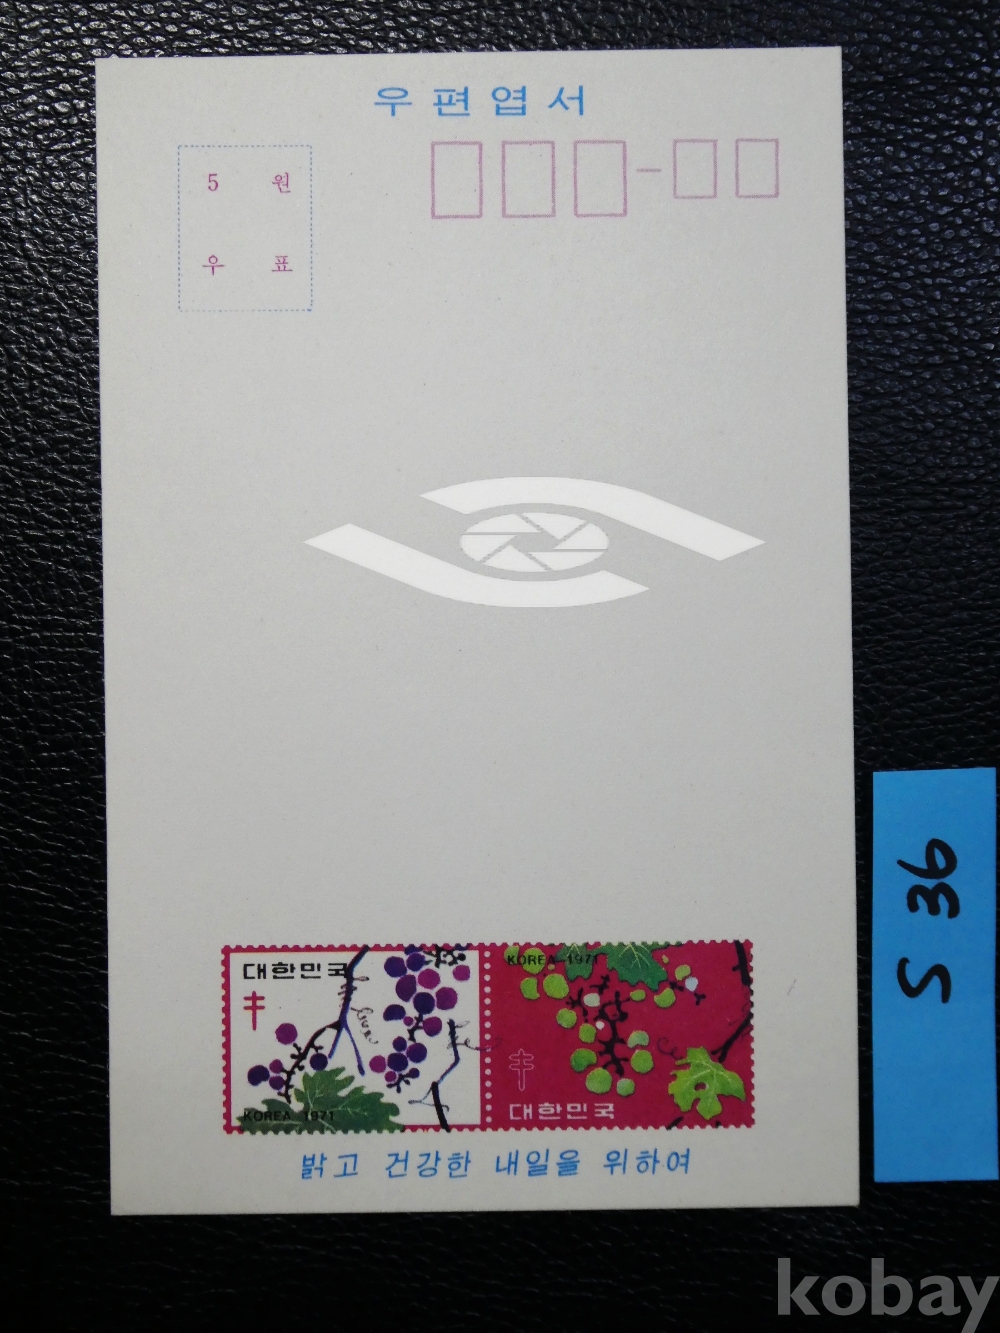 우편엽서
5 원
우 표
대한민국
KOREA 1971
KOREA 1971
대한민국
밝고 건강한 내일을 위하여
S 36
kobay